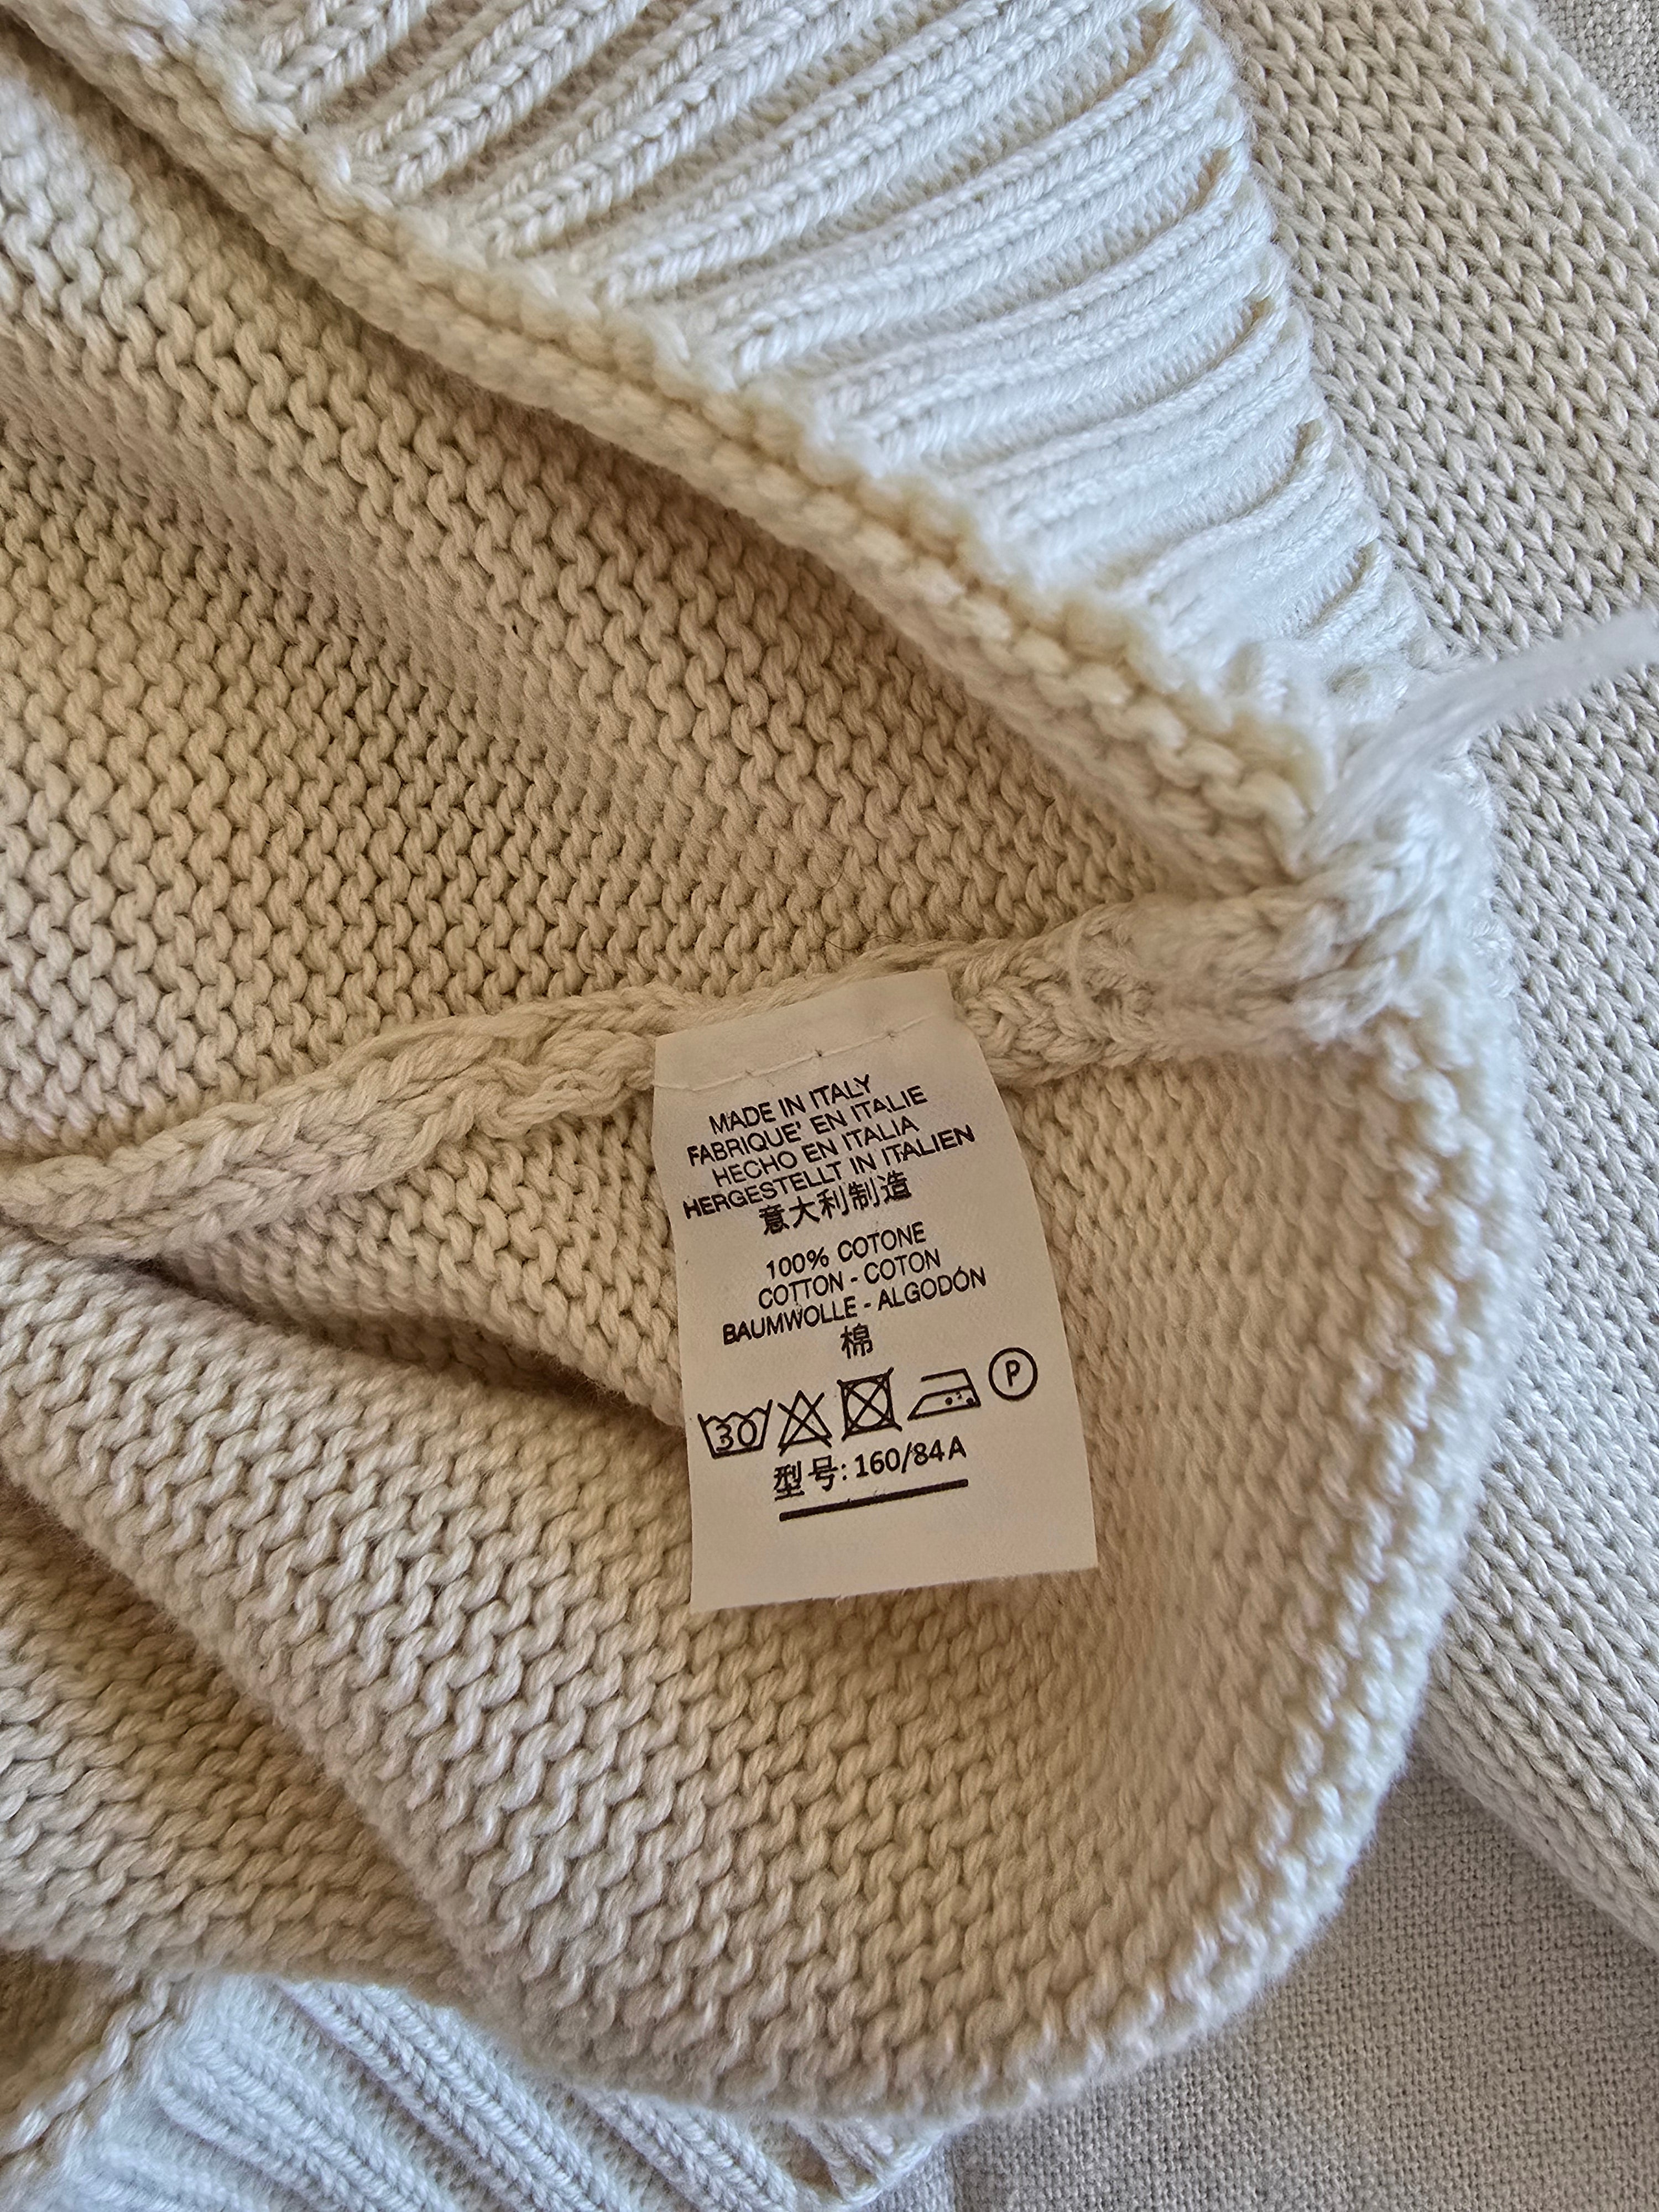 MADE IN ITALY
FABRIQUE' EN ITALIE
HECHO EN ITALIA
HERGESTELLT IN ITALIEN
意大利制造
100% COTONE
COTTON - COTON
BAUMWOLLE - ALGODÓN
棉
30 P
型号: 160/84A